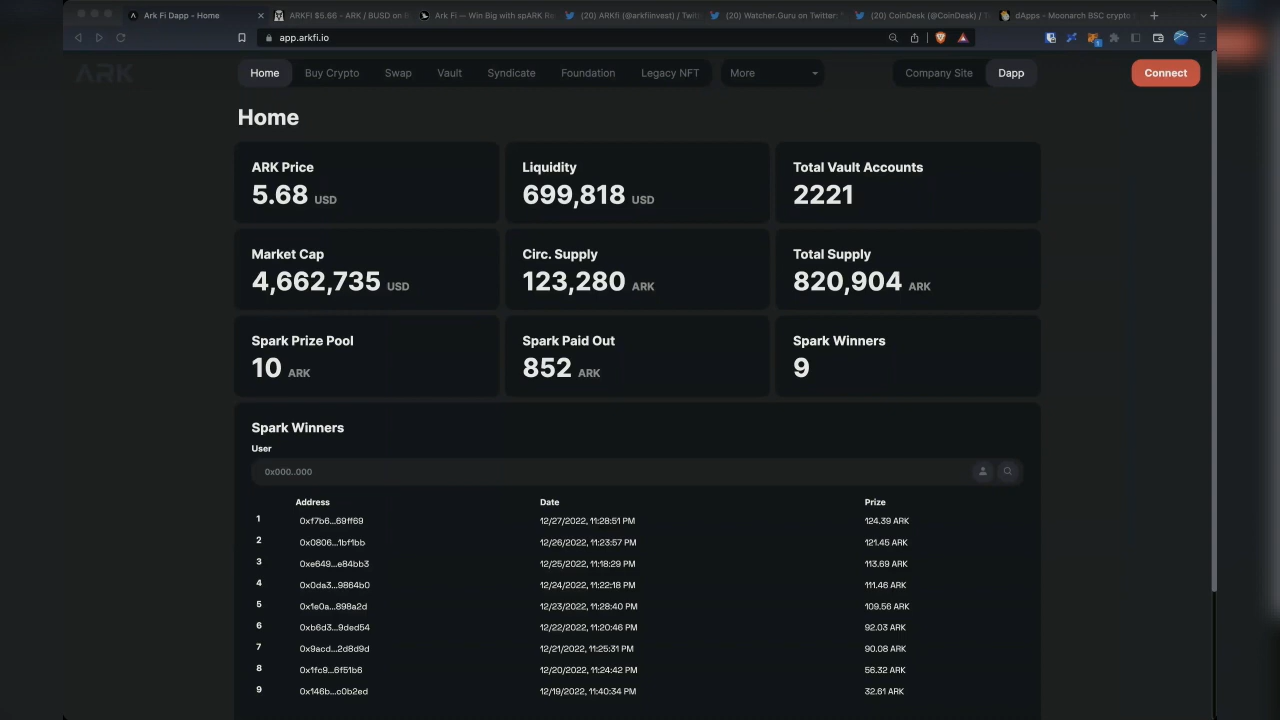 Ark Fi Dapp - Home
ARKFI $5.66 - ARK / BUSD on
Ark FI — Win Big with spARK Re
(20) ARKfi (@arkfiinvest) / Twitt
(20) Watcher.Guru on Twitter:
(20) CoinDesk (@CoinDesk) / T
dApps - Moonarch BSC crypto
app.arkfi.io
ARK
Home
Buy Crypto
Swap
Vault
Syndicate
Foundation
Legacy NFT
More
Company Site
Dapp
Connect
Home
ARK Price
5.68 USD
Liquidity
699,818 USD
Total Vault Accounts
2221
Market Cap
4,662,735 USD
Circ. Supply
123,280 ARK
Total Supply
820,904 ARK
Spark Prize Pool
10 ARK
Spark Paid Out
852 ARK
Spark Winners
9
Spark Winners
User
0x000..000
Address Date Prize
1 0xf7b6...69ff69 12/27/2022, 11:28:51 PM 124.39 ARK
2 0x0806...1bf1bb 12/26/2022, 11:23:57 PM 121.45 ARK
3 0xe649...e84bb3 12/25/2022, 11:18:29 PM 113.69 ARK
4 0x0da3...9864b0 12/24/2022, 11:22:18 PM 111.46 ARK
5 0x1e0a...898a2d 12/23/2022, 11:28:40 PM 109.56 ARK
6 0xb6d3...9ded54 12/22/2022, 11:20:46 PM 92.03 ARK
7 0x9acd...2d8d9d 12/21/2022, 11:25:31 PM 90.08 ARK
8 0x1fc9...6f51b6 12/20/2022, 11:24:42 PM 56.32 ARK
9 0x146b...c0b2ed 12/19/2022, 11:40:34 PM 32.61 ARK